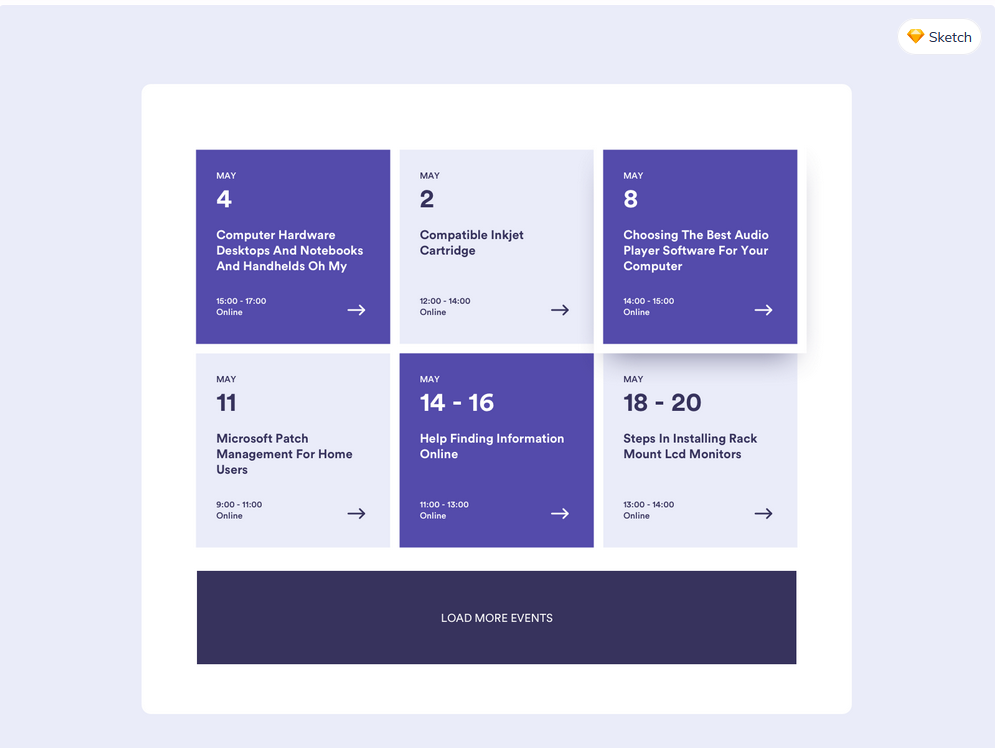 Sketch
MAY
4
Computer Hardware
Desktops And Notebooks
And Handhelds Oh My
15:00 - 17:00
Online
MAY
2
Compatible Inkjet
Cartridge
12:00 - 14:00
Online
MAY
8
Choosing The Best Audio
Player Software For Your
Computer
14:00 - 15:00
Online
MAY
11
Microsoft Patch
Management For Home
Users
9:00 - 11:00
Online
MAY
14 - 16
Help Finding Information
Online
11:00 - 13:00
Online
MAY
18 - 20
Steps In Installing Rack
Mount Lcd Monitors
13:00 - 14:00
Online
LOAD MORE EVENTS